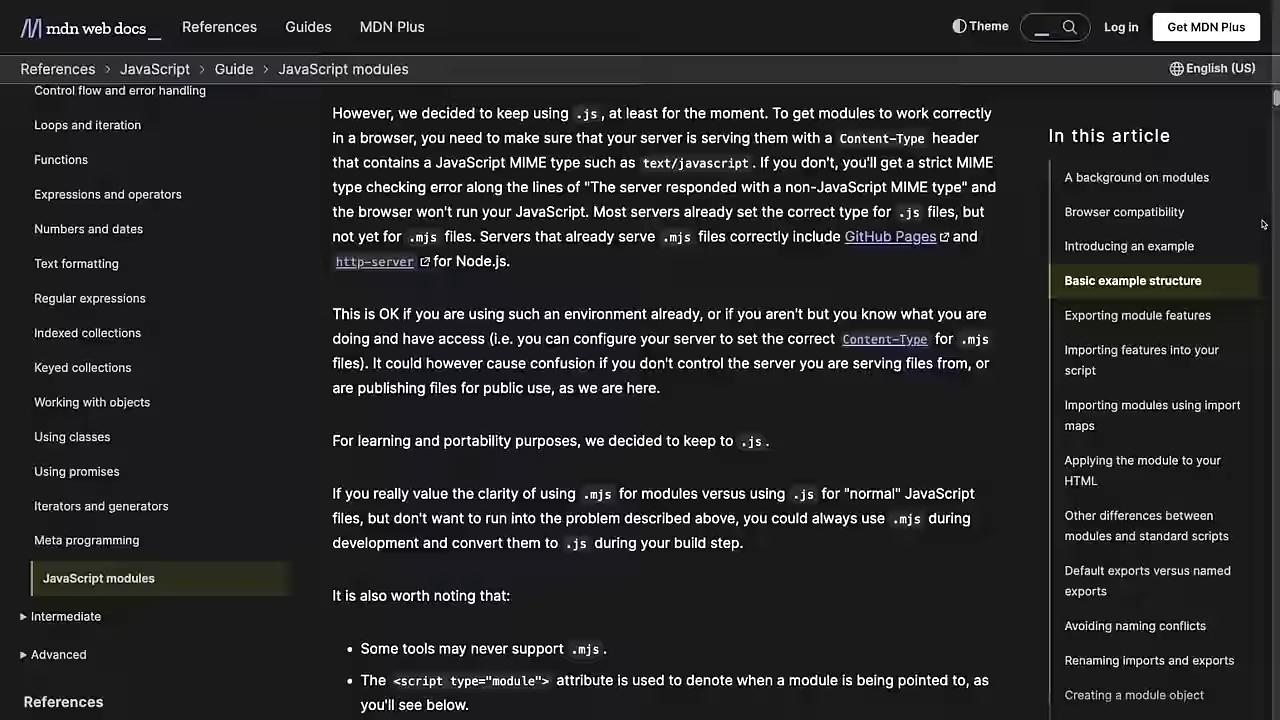 mdn web docs_
References
Guides
MDN Plus
Theme
Log in
Get MDN Plus
References > JavaScript > Guide > JavaScript modules
English (US)
Control flow and error handling
Loops and iteration
Functions
Expressions and operators
Numbers and dates
Text formatting
Regular expressions
Indexed collections
Keyed collections
Working with objects
Using classes
Using promises
Iterators and generators
Meta programming
JavaScript modules
Intermediate
Advanced
References
However, we decided to keep using .js, at least for the moment. To get modules to work correctly
in a browser, you need to make sure that your server is serving them with a Content-Type header
that contains a JavaScript MIME type such as text/javascript. If you don't, you'll get a strict MIME
type checking error along the lines of "The server responded with a non-JavaScript MIME type" and
the browser won't run your JavaScript. Most servers already set the correct type for .js files, but
not yet for .mjs files. Servers that already serve .mjs files correctly include GitHub Pages and
http-server for Node.js.
This is OK if you are using such an environment already, or if you aren't but you know what you are
doing and have access (i.e. you can configure your server to set the correct Content-Type for .mjs
files). It could however cause confusion if you don't control the server you are serving files from, or
are publishing files for public use, as we are here.
For learning and portability purposes, we decided to keep to .js.
If you really value the clarity of using .mjs for modules versus using .js for "normal" JavaScript
files, but don't want to run into the problem described above, you could always use .mjs during
development and convert them to .js during your build step.
It is also worth noting that:
• Some tools may never support .mjs.
• The <script type="module"> attribute is used to denote when a module is being pointed to, as
you'll see below.
In this article
A background on modules
Browser compatibility
Introducing an example
Basic example structure
Exporting module features
Importing features into your
script
Importing modules using import
maps
Applying the module to your
HTML
Other differences between
modules and standard scripts
Default exports versus named
exports
Avoiding naming conflicts
Renaming imports and exports
Creating a module object